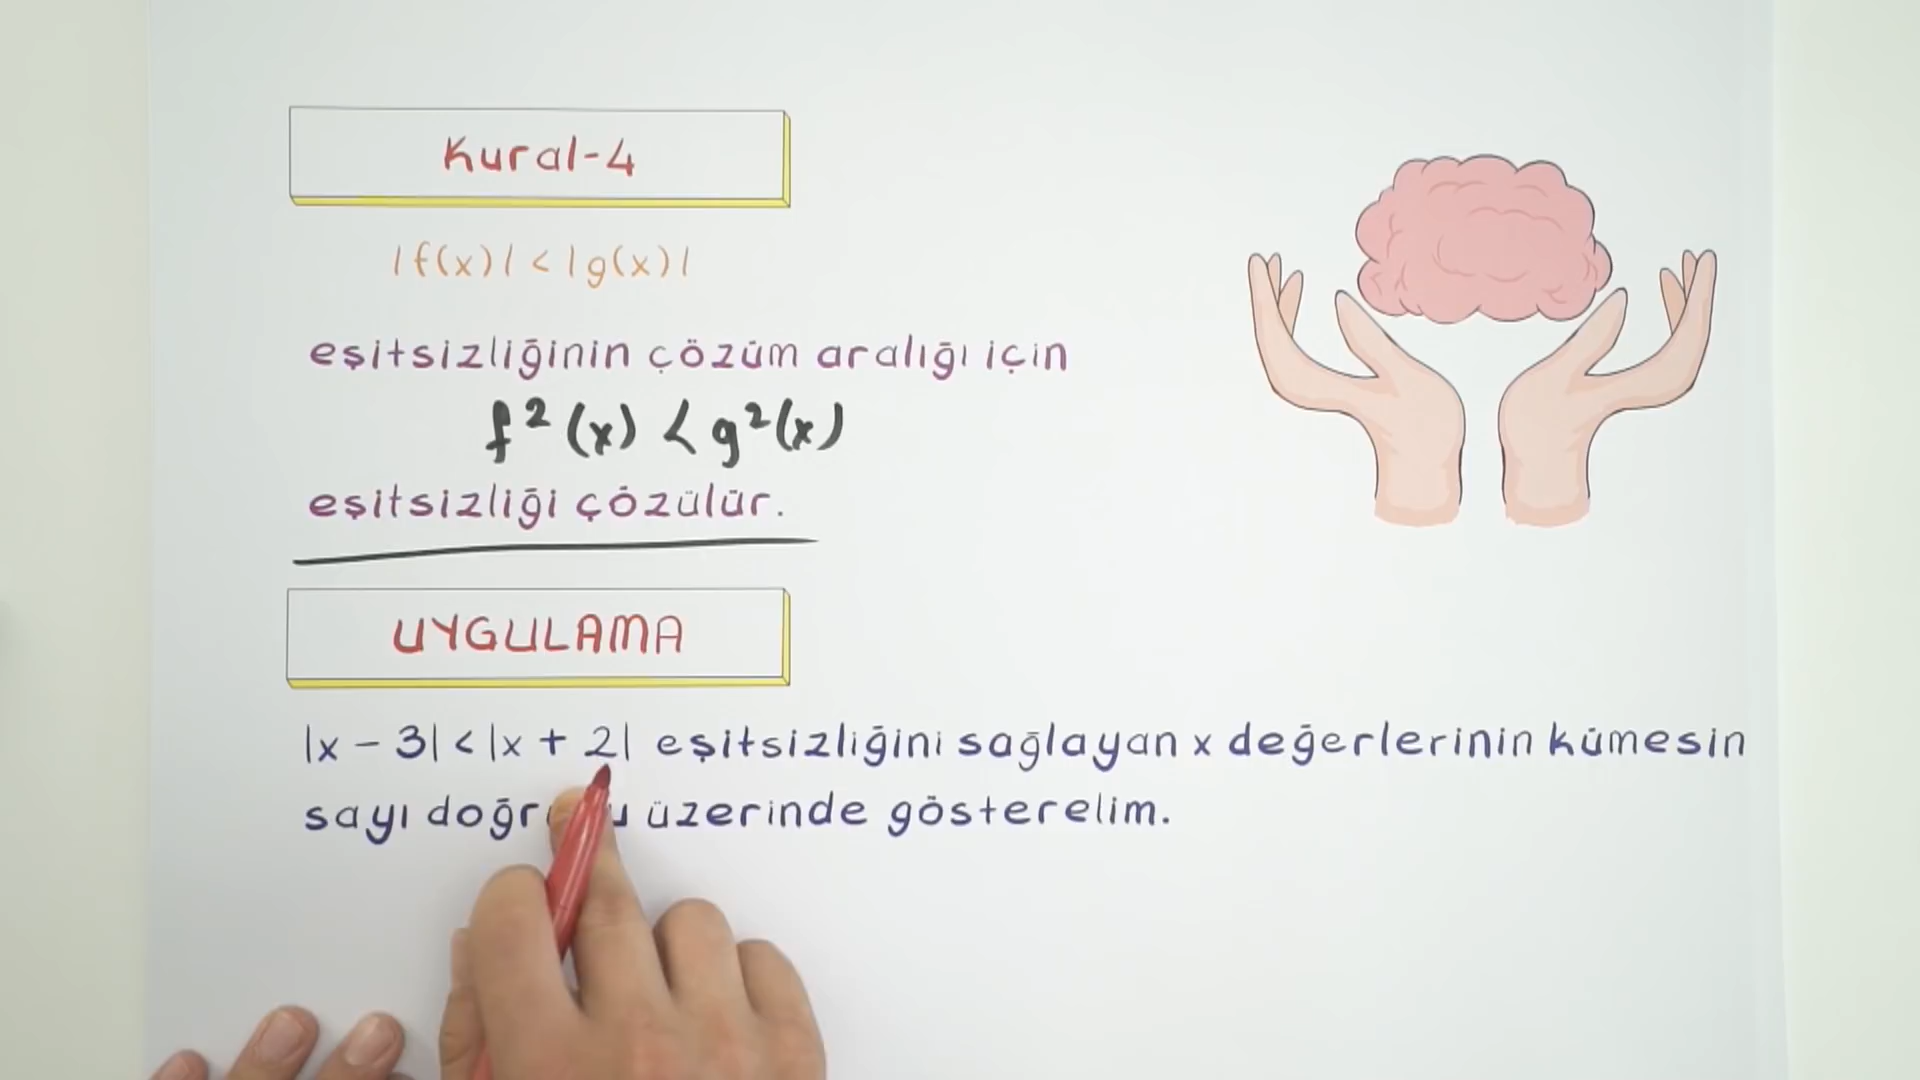 Kural-4
|f(x)| < |g(x)|
eşitsizliğinin çözüm aralığı için
f²(x) < g²(x)
eşitsizliği çözülür.
UYGULAMA
|x - 3| < |x + 2| eşitsizliğini sağlayan x değerlerinin kümesin
sayı üzerinde gösterelim.